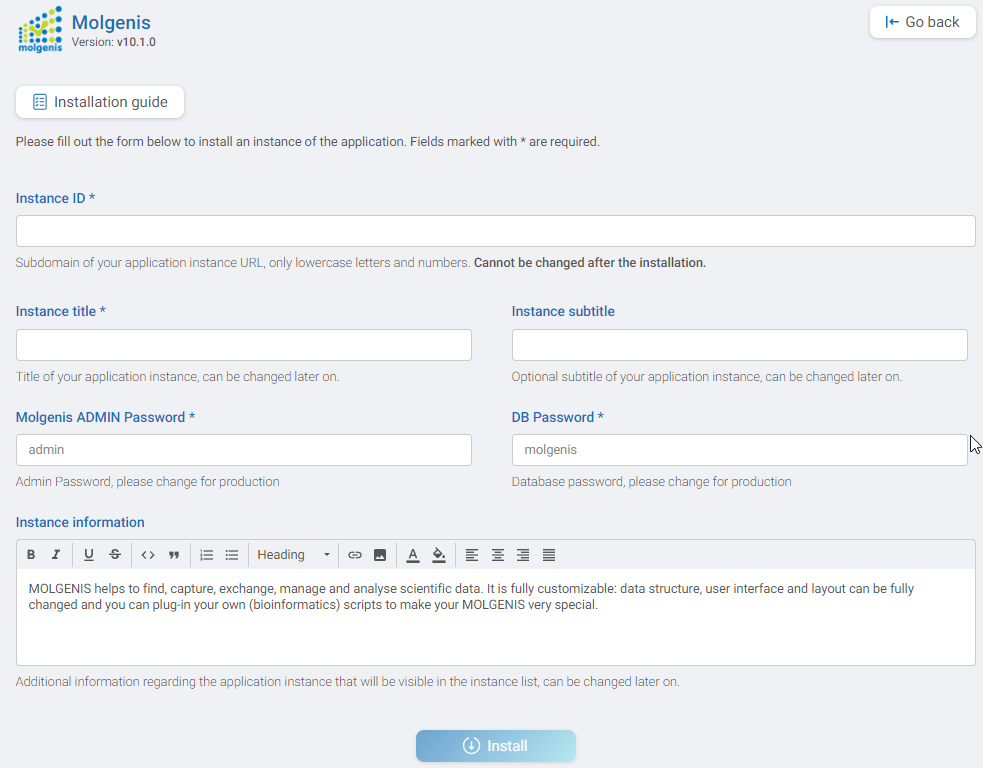 Molgenis
molgenis
Version: v10.1.0
Go back
Installation guide
Please fill out the form below to install an instance of the application. Fields marked with * are required.
Instance ID *
Subdomain of your application instance URL, only lowercase letters and numbers. Cannot be changed after the installation.
Instance title *
Instance subtitle
Title of your application instance, can be changed later on.
Optional subtitle of your application instance, can be changed later on.
Molgenis ADMIN Password *
DB Password *
admin
molgenis
Admin Password, please change for production
Database password, please change for production
Instance information
B I U S Heading A
MOLGENIS helps to find, capture, exchange, manage and analyse scientific data. It is fully customizable: data structure, user interface and layout can be fully
changed and you can plug-in your own (bioinformatics) scripts to make your MOLGENIS very special.
Additional information regarding the application instance that will be visible in the instance list, can be changed later on.
Install